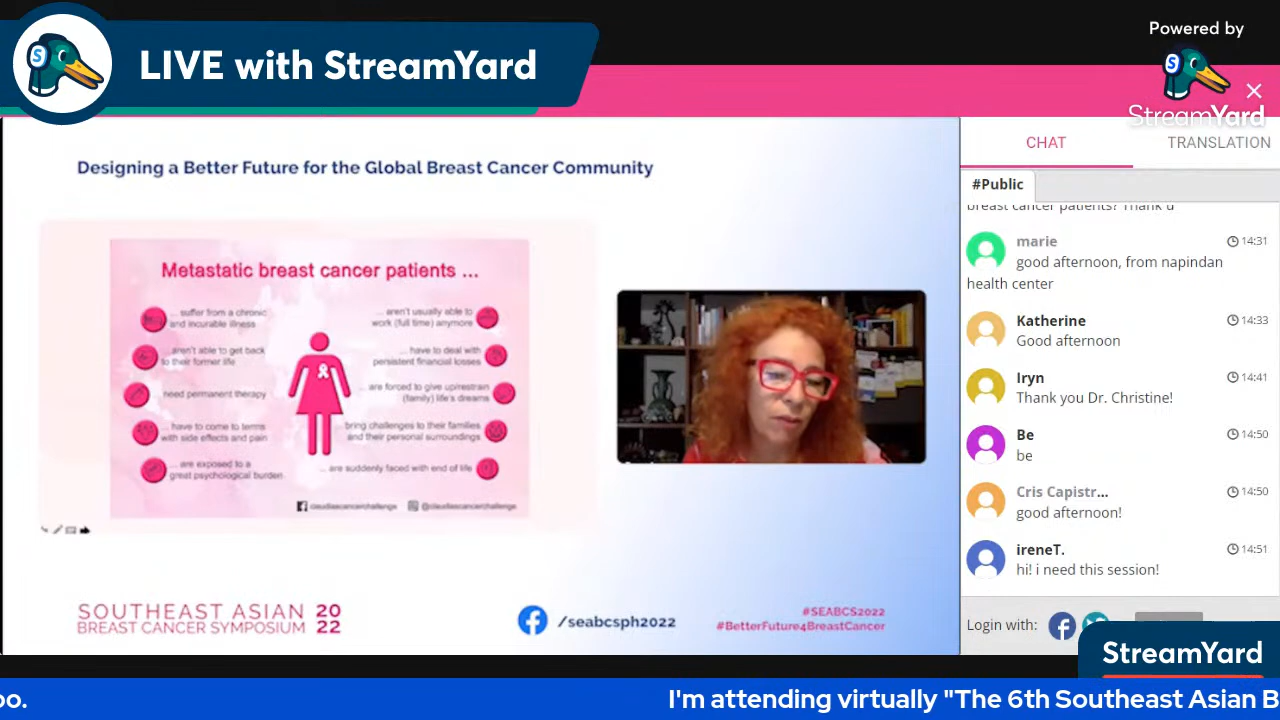 LIVE with StreamYard
Powered by
StreamYard
CHAT
TRANSLATION
#Public
breast cancer patients? Thank u
marie
14:31
good afternoon, from napindan
health center
Katherine
14:33
Good afternoon
Iryn
14:41
Thank you Dr. Christine!
Be
14:50
be
Cris Capistr...
14:50
good afternoon!
ireneT.
14:51
hi! i need this session!
Login with:
Designing a Better Future for the Global Breast Cancer Community
Metastatic breast cancer patients ...
... suffer from a chronic
and incurable illness
...aren't able to get back
to their former life
... need permanent therapy
... have to come to terms
with side effects and pain
... are exposed to a
great psychological burden
... aren't usually able to
work (full time) anymore
...have to deal with
persistent financial losses
... are forced to give up/restrain
(family) life's dreams
bring challenges to their families
and their personal surroundings
... are suddenly faced with end of life
claudiascancerchallenge
@claudiascancerchallenge
SOUTHEAST ASIAN 20
BREAST CANCER SYMPOSIUM 22
/seabcsph2022
#SEABCS2022
#BetterFuture4BreastCancer
StreamYard
oo.
I'm attending virtually "The 6th Southeast Asian B